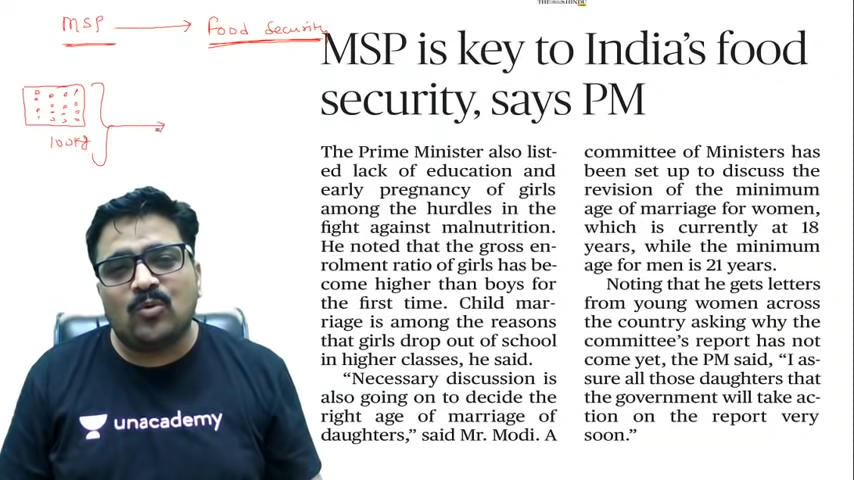 THE HINDU
MSP → Food Security
MSP is key to India's food
security, says PM
100kg
The Prime Minister also list-
ed lack of education and
early pregnancy of girls
among the hurdles in the
fight against malnutrition.
He noted that the gross en-
rolment ratio of girls has be-
come higher than boys for
the first time. Child mar-
riage is among the reasons
that girls drop out of school
in higher classes, he said.
"Necessary discussion is
also going on to decide the
right age of marriage of
daughters," said Mr. Modi. A
committee of Ministers has
been set up to discuss the
revision of the minimum
age of marriage for women,
which is currently at 18
years, while the minimum
age for men is 21 years.
Noting that he gets letters
from young women across
the country asking why the
committee's report has not
come yet, the PM said, "I as-
sure all those daughters that
the government will take ac-
tion on the report very
soon."
unacademy